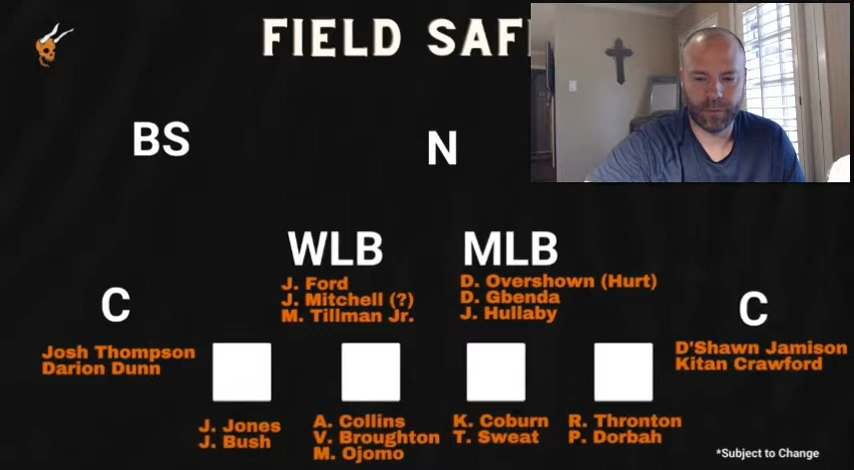 FIELD SAF
BS
N
WLB
MLB
J. Ford
J. Mitchell (?)
M. Tillman Jr.
D. Overshown (Hurt)
D. Gbenda
J. Hullaby
C
C
Josh Thompson
Darion Dunn
D'Shawn Jamison
Kitan Crawford
J. Jones
J. Bush
A. Collins
V. Broughton
M. Ojomo
K. Coburn
T. Sweat
R. Thronton
P. Dorbah
*Subject to Change